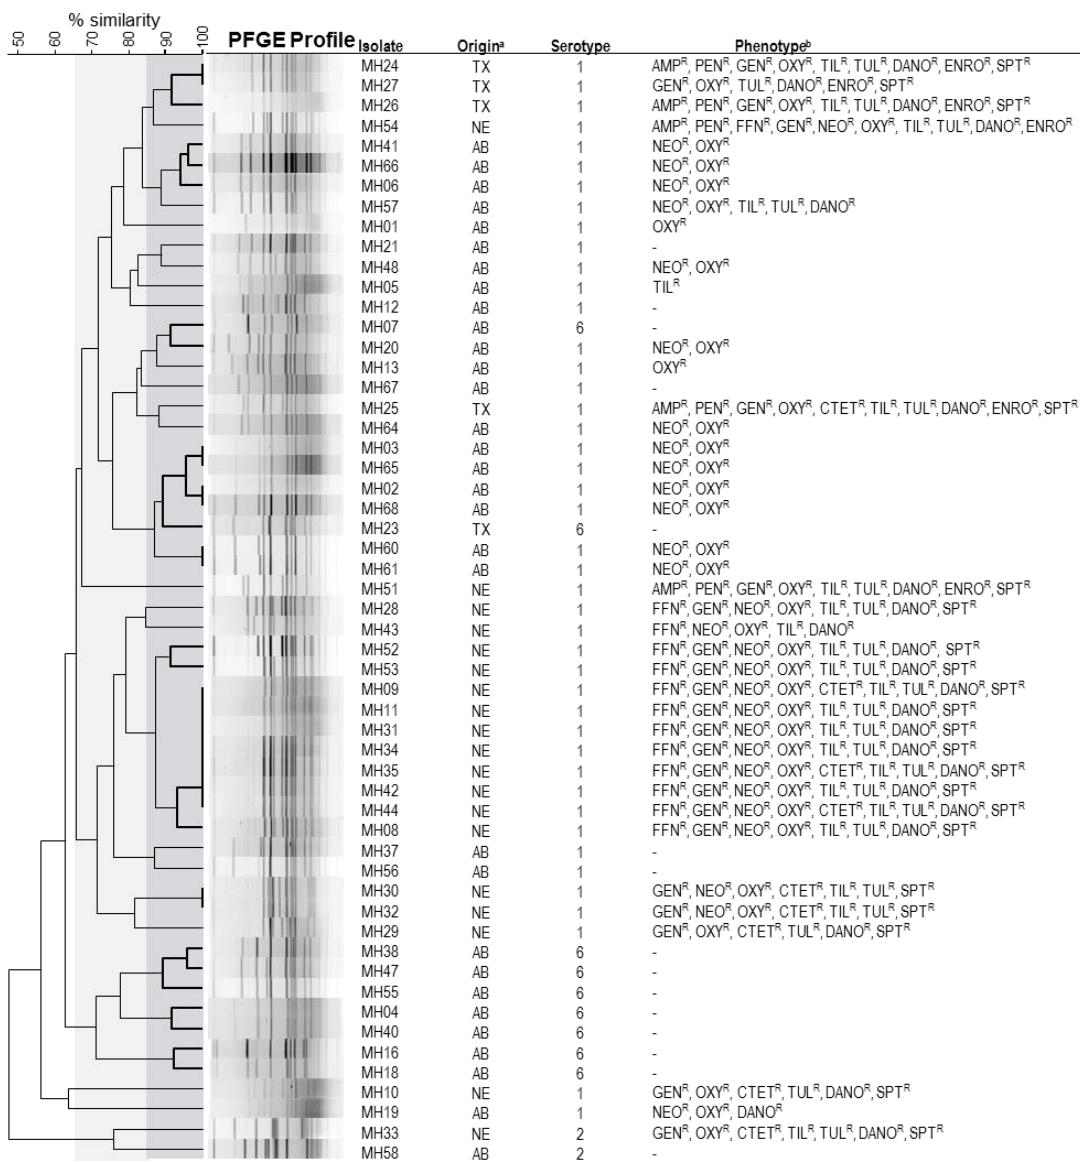 % similarity
50 60 70 80 90 100 PFGE Profile Isolate Originᵃ Serotype Phenotypeᵇ
MH24 TX 1 AMPᴿ, PENᴿ, GENᴿ, OXYᴿ, TILᴿ, TULᴿ, DANOᴿ, ENROᴿ, SPTᴿ
MH27 TX 1 GENᴿ, OXYᴿ, TULᴿ, DANOᴿ, ENROᴿ, SPTᴿ
MH26 TX 1 AMPᴿ, PENᴿ, GENᴿ, OXYᴿ, TILᴿ, TULᴿ, DANOᴿ, ENROᴿ, SPTᴿ
MH54 NE 1 AMPᴿ, PENᴿ, FFNᴿ, GENᴿ, NEOᴿ, OXYᴿ, TILᴿ, TULᴿ, DANOᴿ, ENROᴿ
MH41 AB 1 NEOᴿ, OXYᴿ
MH66 AB 1 NEOᴿ, OXYᴿ
MH06 AB 1 NEOᴿ, OXYᴿ
MH57 AB 1 NEOᴿ, OXYᴿ, TILᴿ, TULᴿ, DANOᴿ
MH01 AB 1 OXYᴿ
MH21 AB 1 -
MH48 AB 1 NEOᴿ, OXYᴿ
MH05 AB 1 TILᴿ
MH12 AB 1 -
MH07 AB 6 -
MH20 AB 1 NEOᴿ, OXYᴿ
MH13 AB 1 OXYᴿ
MH67 AB 1 -
MH25 TX 1 AMPᴿ, PENᴿ, GENᴿ, OXYᴿ, CTETᴿ, TILᴿ, TULᴿ, DANOᴿ, ENROᴿ, SPTᴿ
MH64 AB 1 NEOᴿ, OXYᴿ
MH03 AB 1 NEOᴿ, OXYᴿ
MH65 AB 1 NEOᴿ, OXYᴿ
MH02 AB 1 NEOᴿ, OXYᴿ
MH68 AB 1 NEOᴿ, OXYᴿ
MH23 TX 6 -
MH60 AB 1 NEOᴿ, OXYᴿ
MH61 AB 1 NEOᴿ, OXYᴿ
MH51 NE 1 AMPᴿ, PENᴿ, GENᴿ, OXYᴿ, TILᴿ, TULᴿ, DANOᴿ, ENROᴿ, SPTᴿ
MH28 NE 1 FFNᴿ, GENᴿ, NEOᴿ, OXYᴿ, TILᴿ, TULᴿ, DANOᴿ, SPTᴿ
MH43 NE 1 FFNᴿ, NEOᴿ, OXYᴿ, TILᴿ, DANOᴿ
MH52 NE 1 FFNᴿ, GENᴿ, NEOᴿ, OXYᴿ, TILᴿ, TULᴿ, DANOᴿ, SPTᴿ
MH53 NE 1 FFNᴿ, GENᴿ, NEOᴿ, OXYᴿ, TILᴿ, TULᴿ, DANOᴿ, SPTᴿ
MH09 NE 1 FFNᴿ, GENᴿ, NEOᴿ, OXYᴿ, CTETᴿ, TILᴿ, TULᴿ, DANOᴿ, SPTᴿ
MH11 NE 1 FFNᴿ, GENᴿ, NEOᴿ, OXYᴿ, TILᴿ, TULᴿ, DANOᴿ, SPTᴿ
MH31 NE 1 FFNᴿ, GENᴿ, NEOᴿ, OXYᴿ, TILᴿ, TULᴿ, DANOᴿ, SPTᴿ
MH34 NE 1 FFNᴿ, GENᴿ, NEOᴿ, OXYᴿ, TILᴿ, TULᴿ, DANOᴿ, SPTᴿ
MH35 NE 1 FFNᴿ, GENᴿ, NEOᴿ, OXYᴿ, CTETᴿ, TILᴿ, TULᴿ, DANOᴿ, SPTᴿ
MH42 NE 1 FFNᴿ, GENᴿ, NEOᴿ, OXYᴿ, TILᴿ, TULᴿ, DANOᴿ, SPTᴿ
MH44 NE 1 FFNᴿ, GENᴿ, NEOᴿ, OXYᴿ, CTETᴿ, TILᴿ, TULᴿ, DANOᴿ, SPTᴿ
MH08 NE 1 FFNᴿ, GENᴿ, NEOᴿ, OXYᴿ, TILᴿ, TULᴿ, DANOᴿ, SPTᴿ
MH37 AB 1 -
MH56 AB 1 -
MH30 NE 1 GENᴿ, NEOᴿ, OXYᴿ, CTETᴿ, TILᴿ, TULᴿ, SPTᴿ
MH32 NE 1 GENᴿ, NEOᴿ, OXYᴿ, CTETᴿ, TILᴿ, TULᴿ, SPTᴿ
MH29 NE 1 GENᴿ, OXYᴿ, CTETᴿ, TULᴿ, DANOᴿ, SPTᴿ
MH38 AB 6 -
MH47 AB 6 -
MH55 AB 6 -
MH04 AB 6 -
MH40 AB 6 -
MH16 AB 6 -
MH18 AB 6 -
MH10 NE 1 GENᴿ, OXYᴿ, CTETᴿ, TULᴿ, DANOᴿ, SPTᴿ
MH19 AB 1 NEOᴿ, OXYᴿ, DANOᴿ
MH33 NE 2 GENᴿ, OXYᴿ, CTETᴿ, TILᴿ, TULᴿ, DANOᴿ, SPTᴿ
MH58 AB 2 -